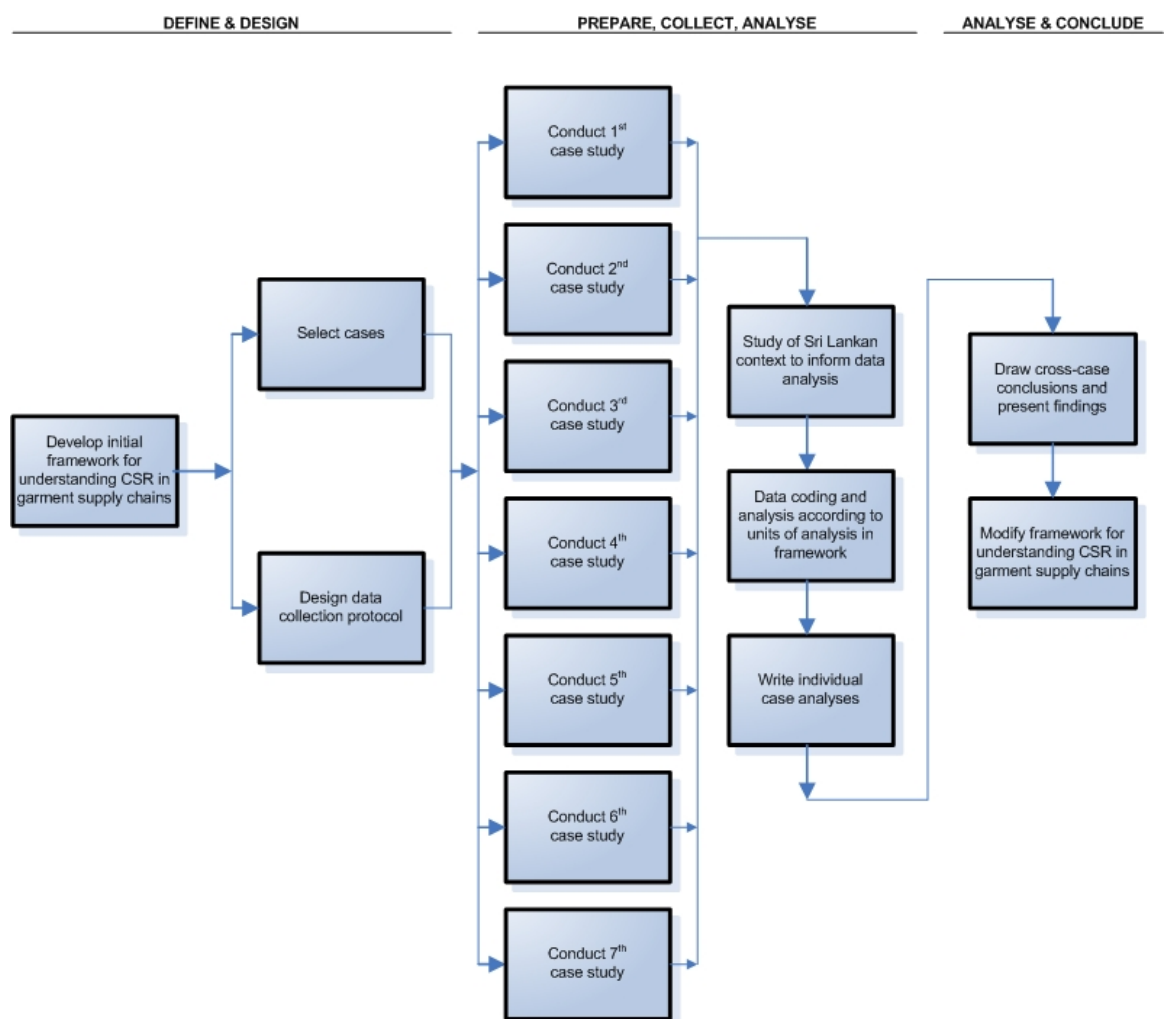 DEFINE & DESIGN
PREPARE, COLLECT, ANALYSE
ANALYSE & CONCLUDE
Develop initial
framework for
understanding CSR in
garment supply chains
Select cases
Design data
collection protocol
Conduct 1st
case study
Conduct 2nd
case study
Conduct 3rd
case study
Conduct 4th
case study
Conduct 5th
case study
Conduct 6th
case study
Conduct 7th
case study
Study of Sri Lankan
context to inform data
analysis
Data coding and
analysis according to
units of analysis in
framework
Write individual
case analyses
Draw cross-case
conclusions and
present findings
Modify framework for
understanding CSR in
garment supply chains